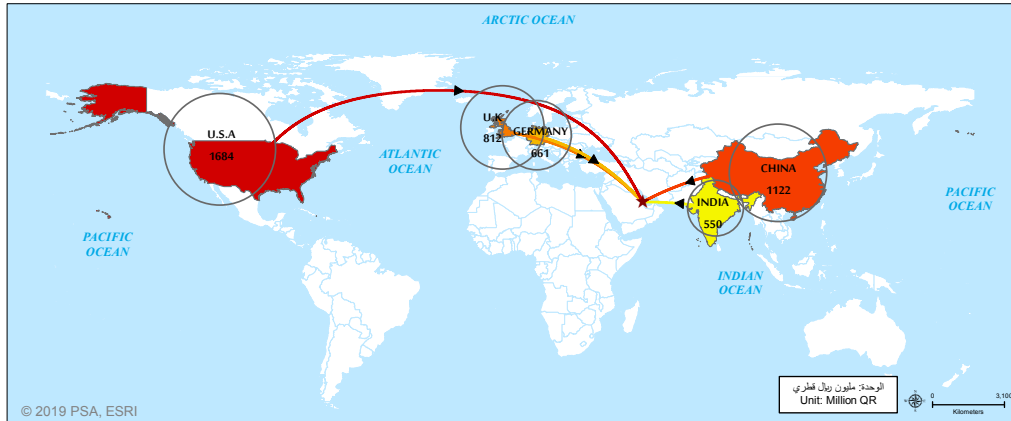 ARCTIC OCEAN
U.S.A
1684
U.K
812
GERMANY
661
ATLANTIC
OCEAN
CHINA
1122
INDIA
550
PACIFIC
OCEAN
PACIFIC
OCEAN
INDIAN
OCEAN
الوحدة: مليون ريال قطري
Unit: Million QR
0 3,100
Kilometers
© 2019 PSA, ESRI